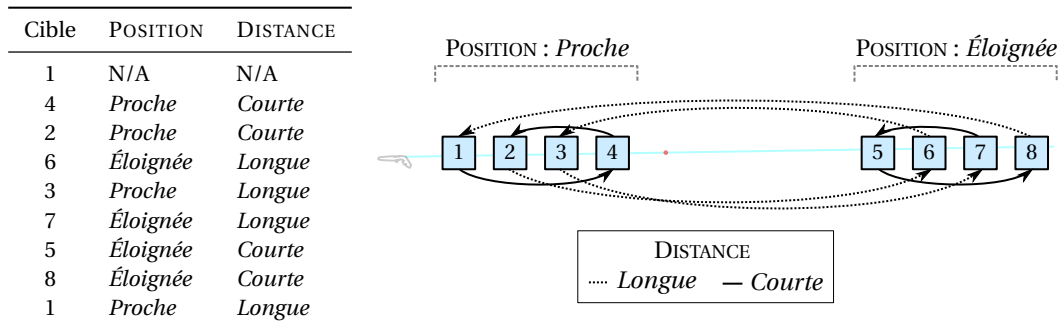 Cible POSITION DISTANCE
1 N/A N/A
4 Proche Courte
2 Proche Courte
6 Éloignée Longue
3 Proche Longue
7 Éloignée Longue
5 Éloignée Courte
8 Éloignée Courte
1 Proche Longue
POSITION : Proche POSITION : Éloignée
1 2 3 4 5 6 7 8
DISTANCE
Longue Courte